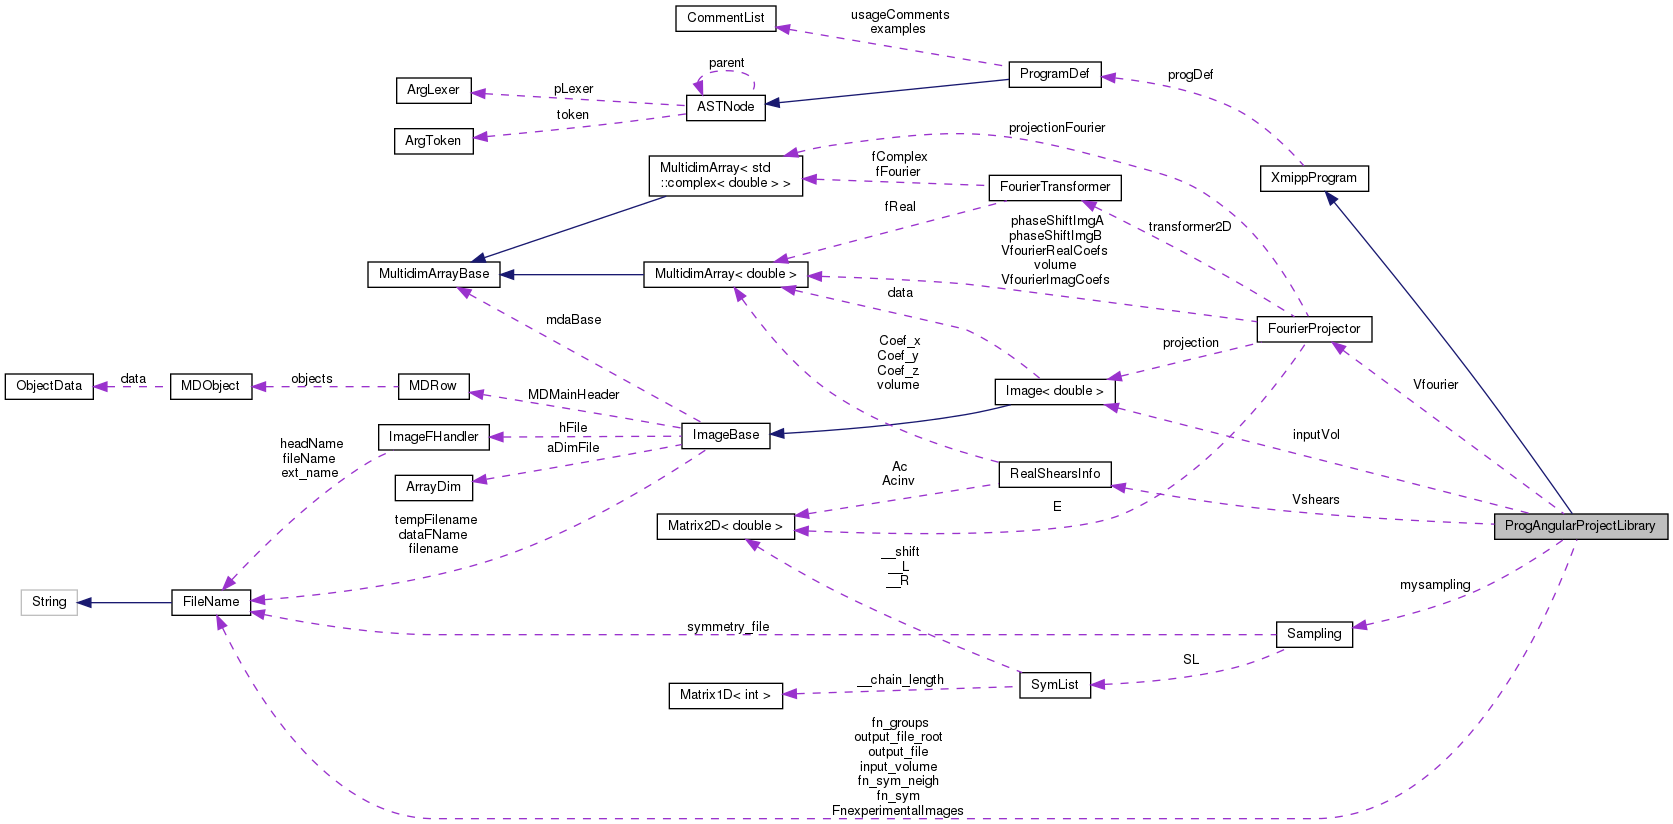 CommentList
usageComments
examples
ProgramDef
progDef
parent
ArgLexer
pLexer
ASTNode
token
ArgToken
projectionFourier
MultidimArray< std
::complex< double > >
fComplex
fFourier
FourierTransformer
XmippProgram
fReal
phaseShiftImgA
phaseShiftImgB
VfourierRealCoefs
volume
VfourierImagCoefs
transformer2D
MultidimArrayBase
MultidimArray< double >
data
mdaBase
FourierProjector
Coef_x
Coef_y
Coef_z
volume
projection
ObjectData
data
MDObject
objects
MDRow
MDMainHeader
Image< double >
Vfourier
headName
fileName
ext_name
ImageFHandler
hFile
aDimFile
ImageBase
inputVol
ArrayDim
Ac
Acinv
RealShearsInfo
Vshears
tempFilename
dataFName
filename
Matrix2D< double >
E
ProgAngularProjectLibrary
__shift
__L
__R
mysampling
String
FileName
symmetry_file
Sampling
SL
Matrix1D< int >
__chain_length
SymList
fn_groups
output_file_root
output_file
input_volume
fn_sym_neigh
fn_sym
FnexperimentalImages